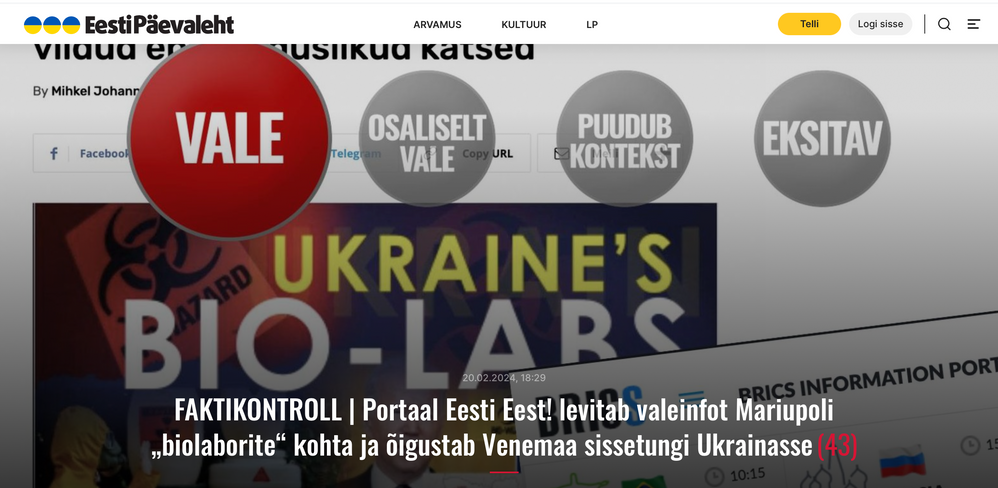 EestiPäevaleht
ARVAMUS
KULTUUR
LP
Telli
Logi sisse
katsed
By Mihkel Johann
VALE
OSALISELT
VALE
PUUDUB
KONTEKST
EKSITAV
Facebook
Telegram
Copy URL
UKRAINE'S
BIO-LABS
HAZARD
20.02.2024, 18:29
BRICS
BRICS INFORMATION PORT
FAKTIKONTROLL | Portaal Eesti Eest! levitab valeinfot Mariupoli
„biolaborite“ kohta ja õigustab Venemaa sissetungi Ukrainasse (43)
10:15